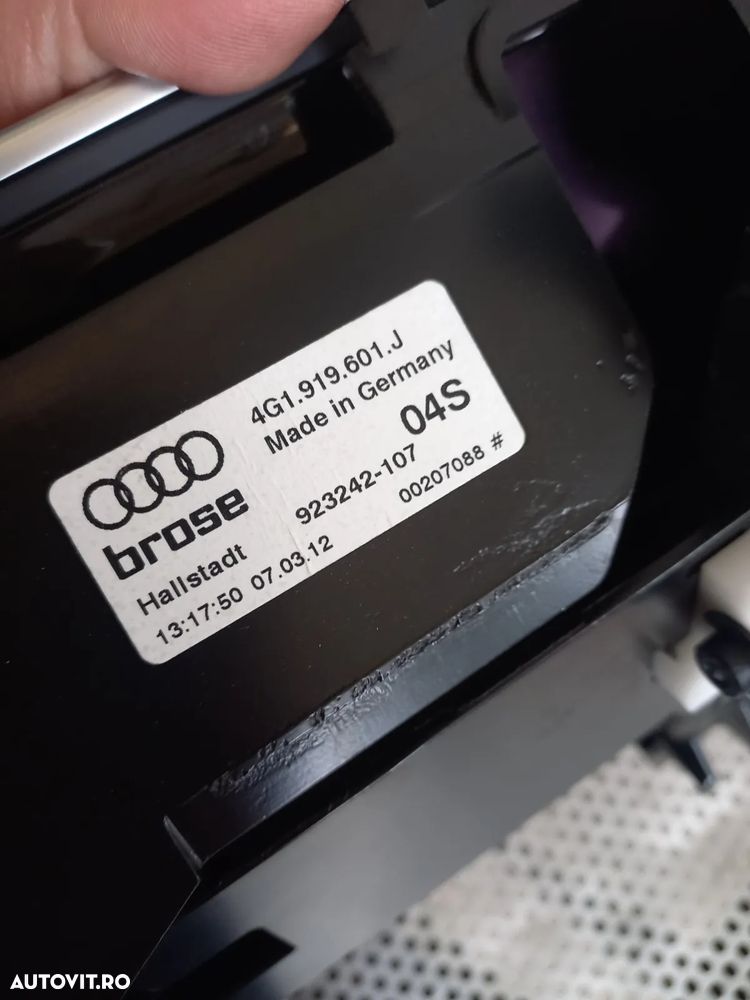 4G1.919.601.J
Made in Germany
04S
brose
923242-107
Hallstadt
00207088 #
13:17:50 07.03.12
AUTOVIT.RO